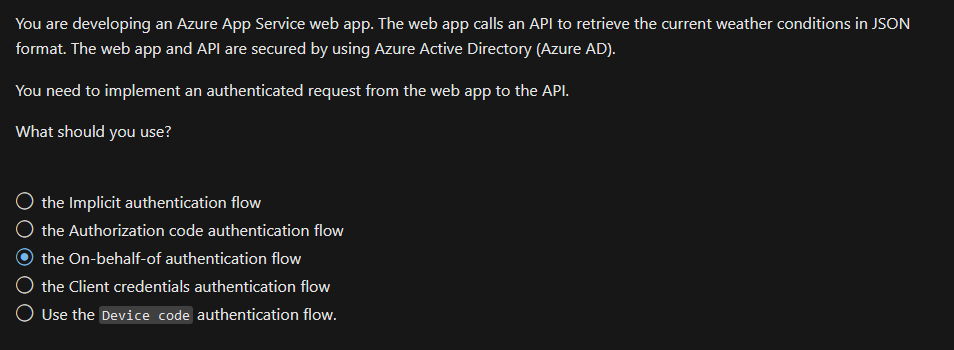 You are developing an Azure App Service web app. The web app calls an API to retrieve the current weather conditions in JSON
format. The web app and API are secured by using Azure Active Directory (Azure AD).
You need to implement an authenticated request from the web app to the API.
What should you use?
the Implicit authentication flow
the Authorization code authentication flow
the On-behalf-of authentication flow
the Client credentials authentication flow
Use the Device code authentication flow.